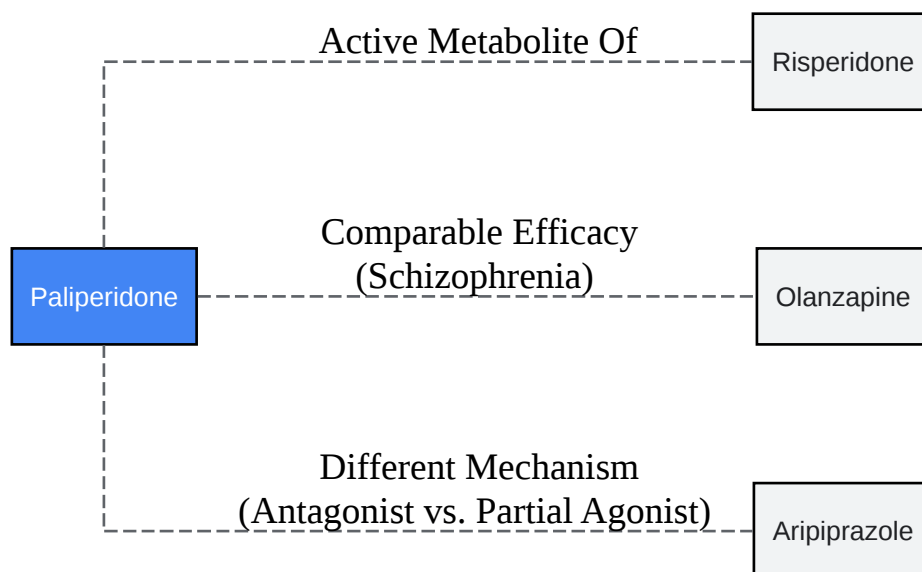 Active Metabolite Of
Risperidone
Comparable Efficacy
(Schizophrenia)
Paliperidone
Olanzapine
Different Mechanism
(Antagonist vs. Partial Agonist)
Aripiprazole